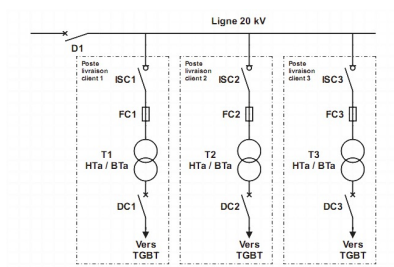 Ligne 20 kV
D1
Poste
livraison
client 1
ISC1
FC1
T1
HTa / BTa
DC1
Vers
TGBT
Poste
livraison
client 2
ISC2
FC2
T2
HTa / BTa
DC2
Vers
TGBT
Poste
livraison
client 3
ISC3
FC3
T3
HTa / BTa
DC3
Vers
TGBT